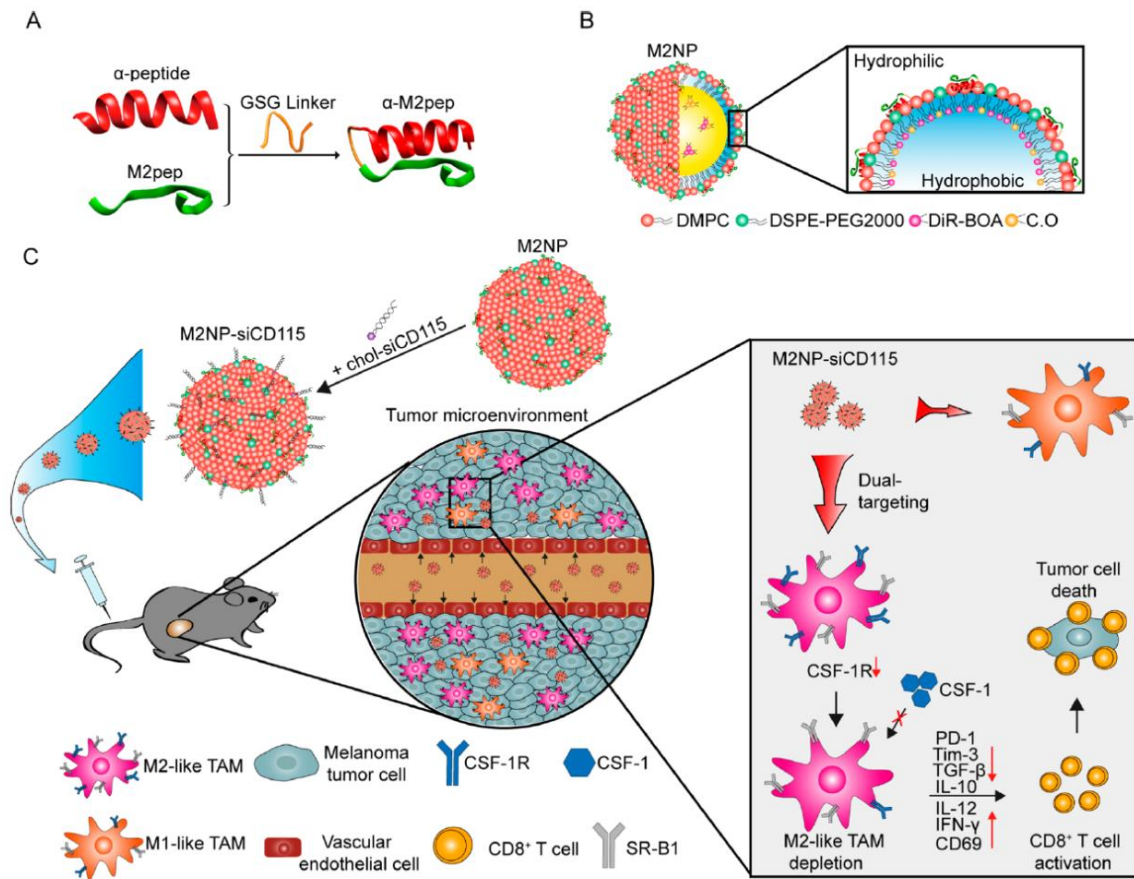 A
α-peptide
GSG Linker
α-M2pep
M2pep
B
M2NP
Hydrophilic
Hydrophobic
DMPC
DSPE-PEG2000
DiR-BOA
C.O
C
M2NP
+ chol-siCD115
M2NP-siCD115
Tumor microenvironment
M2NP-siCD115
Dual-
targeting
CSF-1R
CSF-1
M2-like TAM
depletion
PD-1
Tim-3
TGF-β
IL-10
IL-12
IFN-γ
CD69
Tumor cell
death
CD8⁺ T cell
activation
M2-like TAM
Melanoma
tumor cell
CSF-1R
CSF-1
M1-like TAM
Vascular
endothelial cell
CD8⁺ T cell
SR-B1